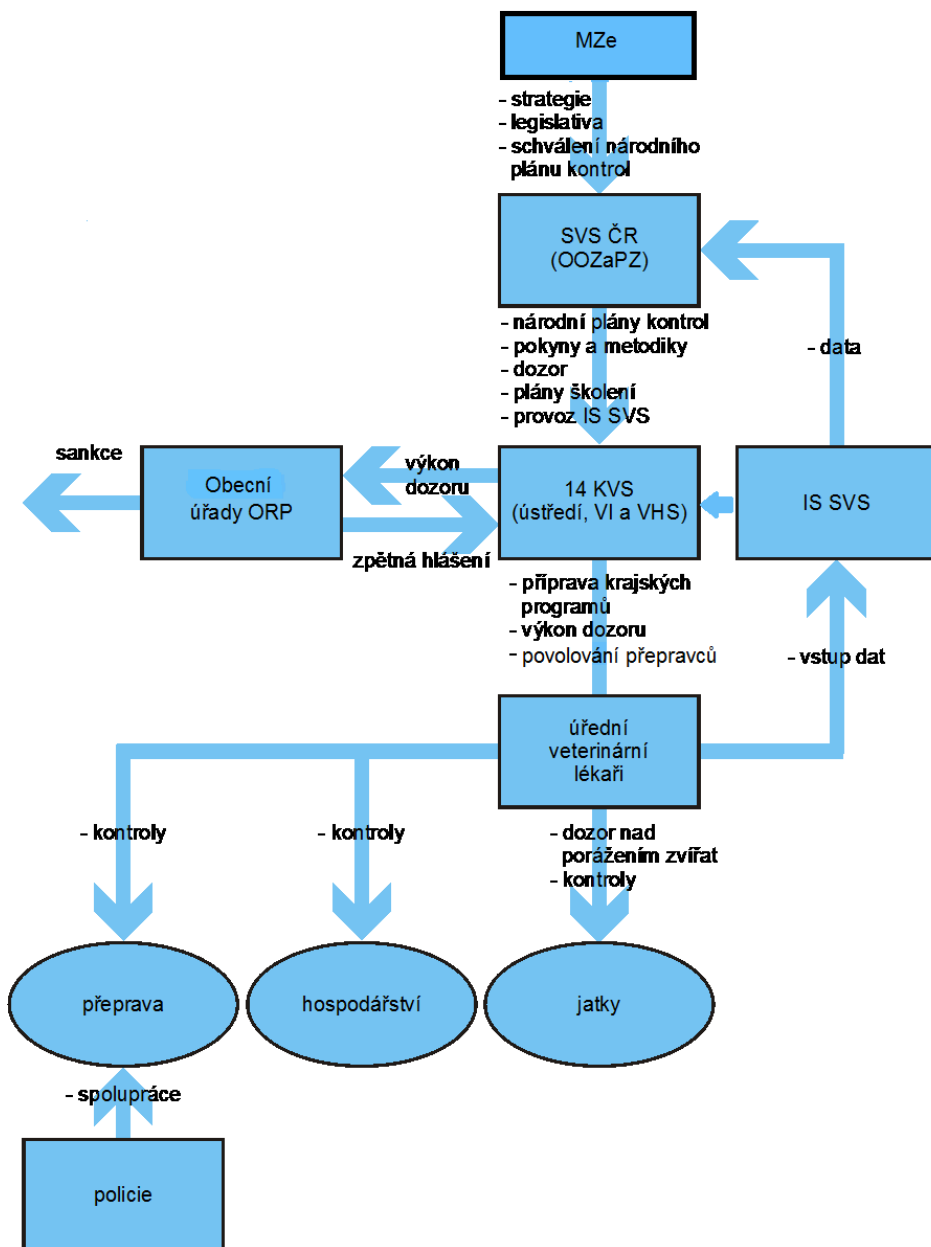 MZe
- strategie
- legislativa
- schválení národního
plánu kontrol
SVS ČR
(OOZaPZ)
- národní plány kontrol
- pokyny a metodiky
- dozor
- plány školení
- provoz IS SVS
- data
sankce
Obecní
úřady ORP
výkon
dozoru
zpětná hlášení
14 KVS
(ústředí, VI a VHS)
IS SVS
- příprava krajských
programů
- výkon dozoru
- povolování přepravců
- vstup dat
úřední
veterinární
lékaři
- kontroly
- kontroly
- dozor nad
porážením zvířat
- kontroly
přeprava
hospodářství
jatky
- spolupráce
policie